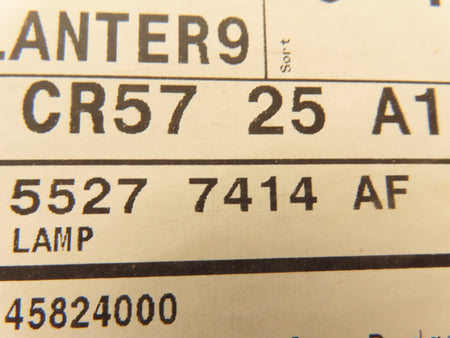 LANTER9
Sort
CR57 25 A1
5527 7414 AF
LAMP
45824000